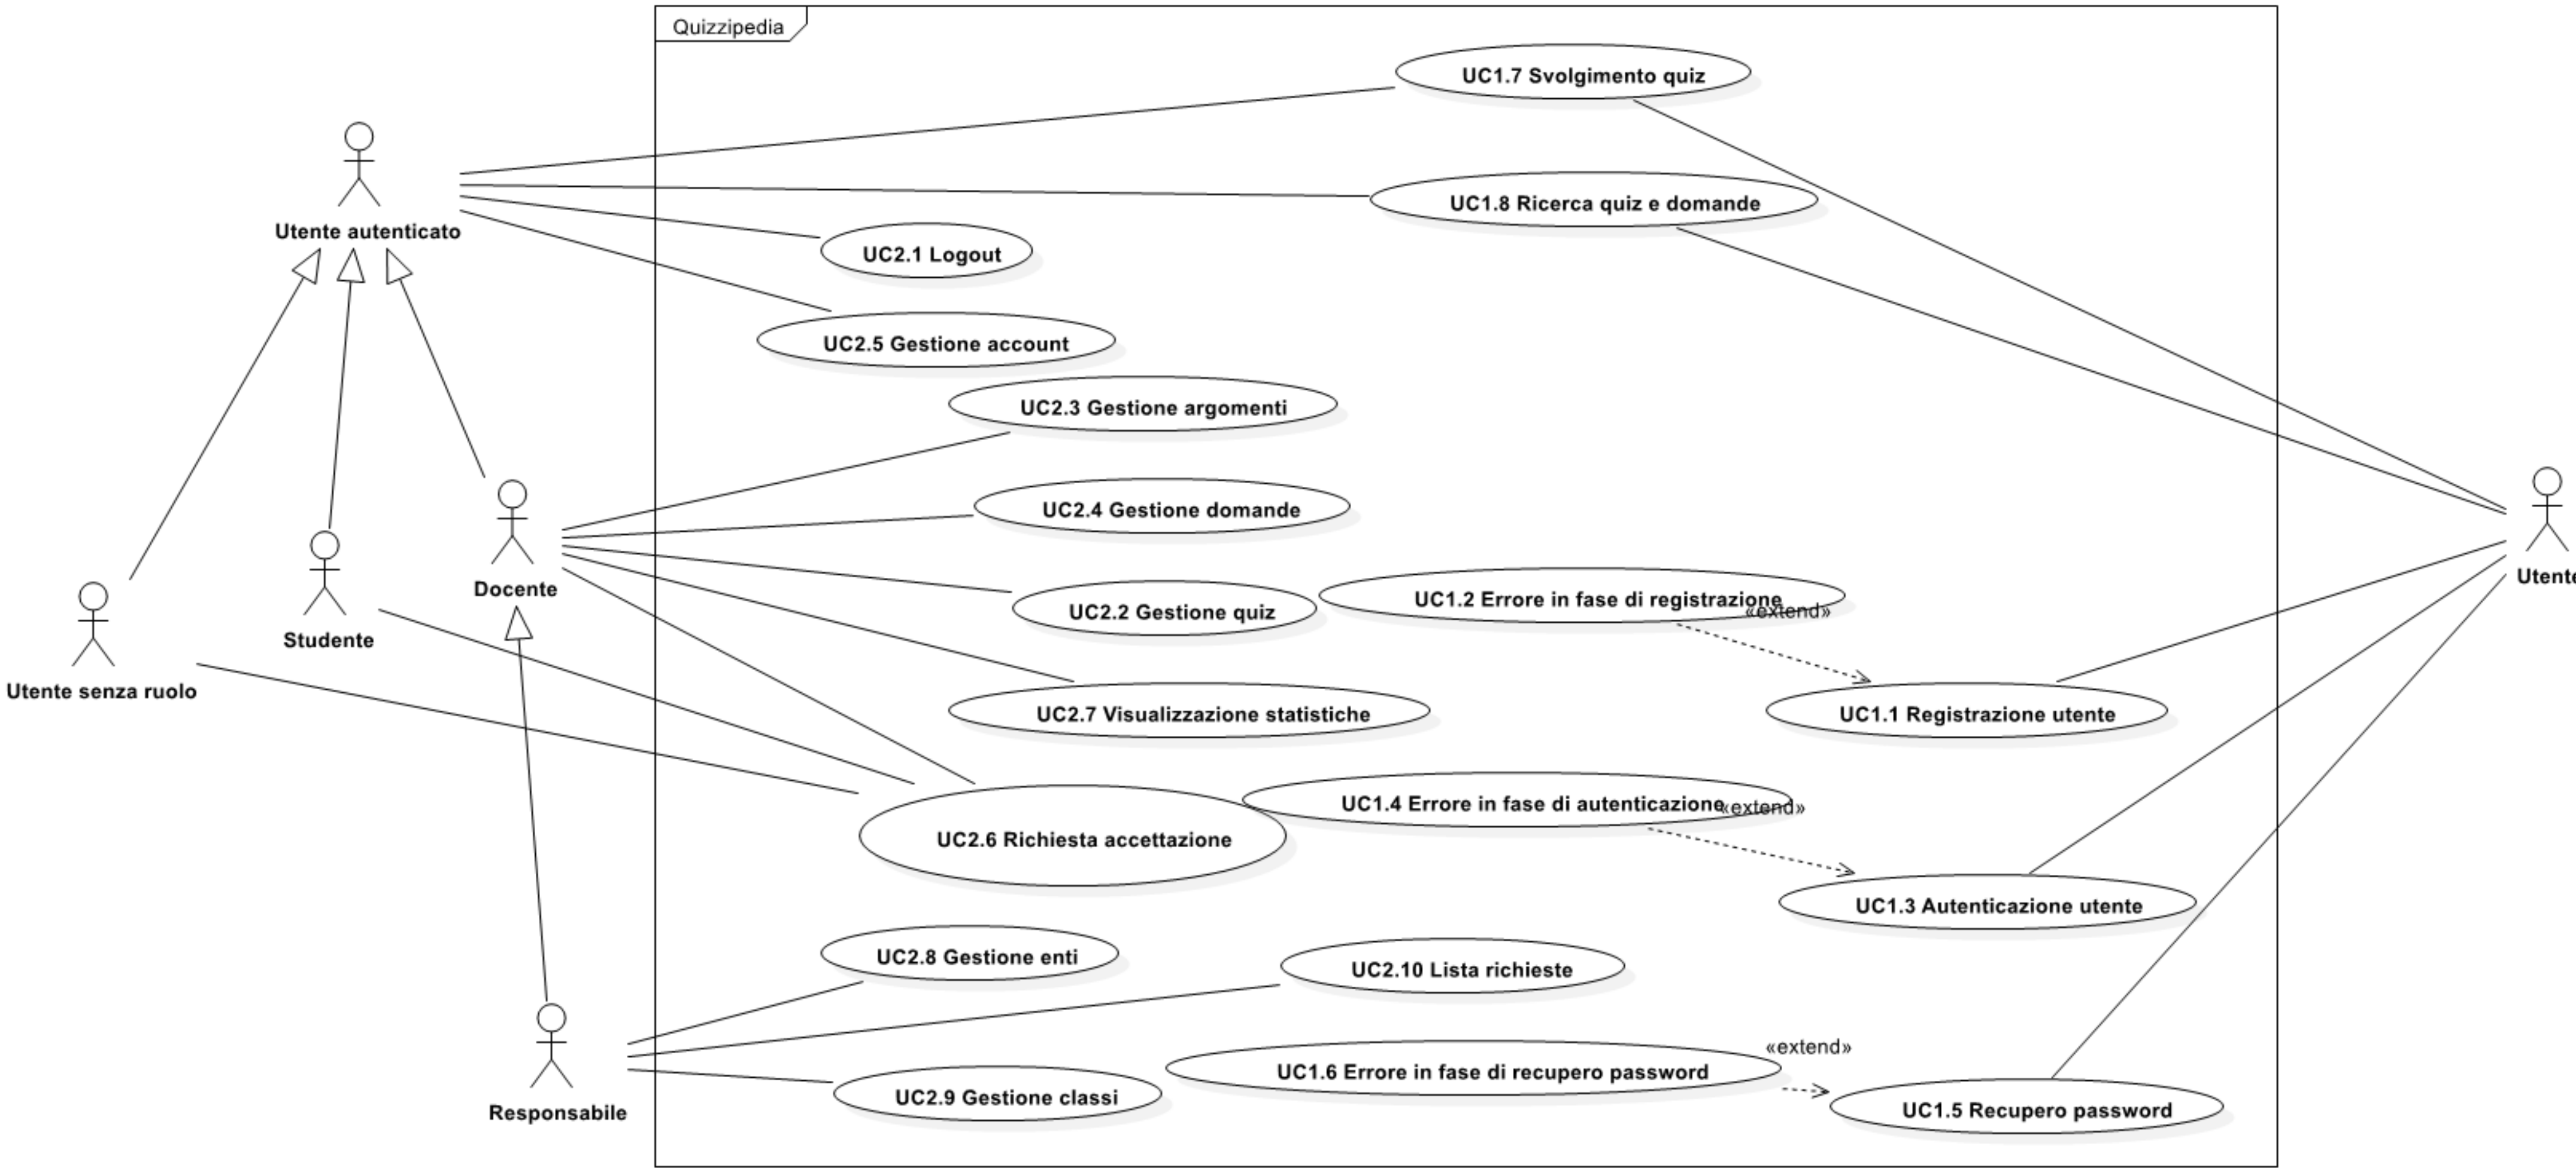 Quizzipedia
UC1.7 Svolgimento quiz
UC1.8 Ricerca quiz e domande
Utente autenticato
UC2.1 Logout
UC2.5 Gestione account
UC2.3 Gestione argomenti
UC2.4 Gestione domande
Docente
Utente
UC1.2 Errore in fase di registrazione
«extend»
UC2.2 Gestione quiz
Studente
Utente senza ruolo
UC2.7 Visualizzazione statistiche
UC1.1 Registrazione utente
UC1.4 Errore in fase di autenticazione
«extend»
UC2.6 Richiesta accettazione
UC1.3 Autenticazione utente
UC2.8 Gestione enti
UC2.10 Lista richieste
«extend»
UC1.6 Errore in fase di recupero password
UC2.9 Gestione classi
Responsabile
UC1.5 Recupero password